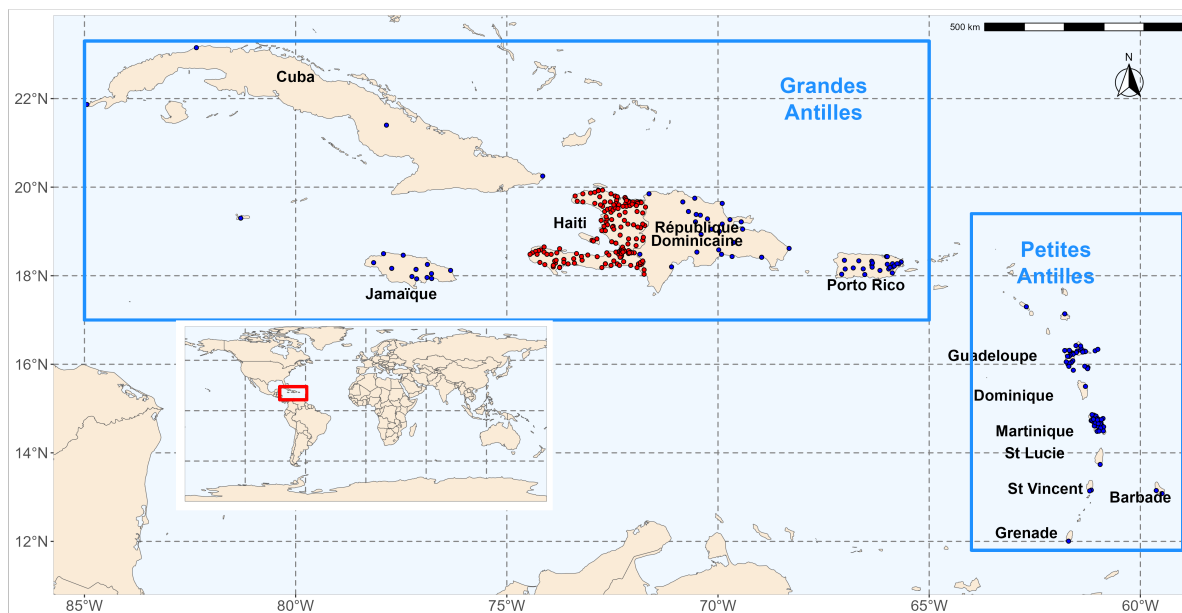 500 km
N
Grandes
Antilles
Cuba
22°N
20°N
Haiti
République
Dominicaine
Petites
Antilles
18°N
Jamaïque
Porto Rico
16°N
Guadeloupe
Dominique
14°N
Martinique
St Lucie
St Vincent
Barbade
12°N
Grenade
85°W
80°W
75°W
70°W
65°W
60°W